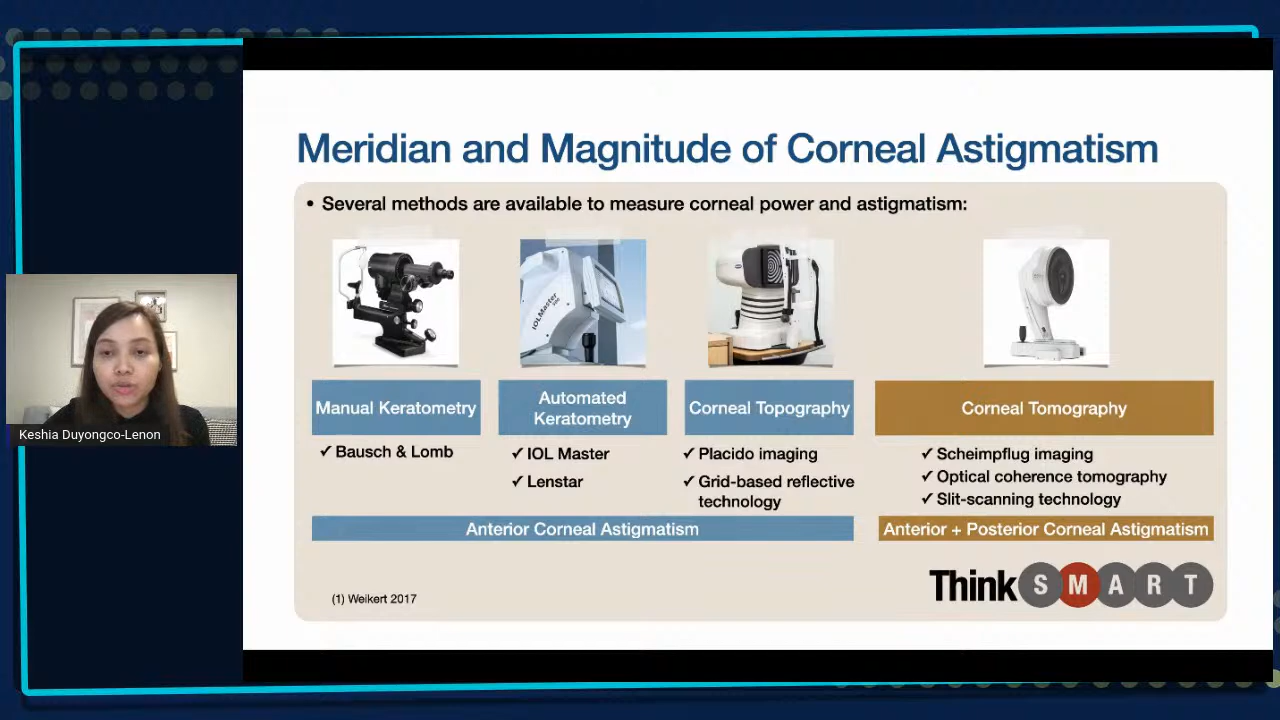 Meridian and Magnitude of Corneal Astigmatism
• Several methods are available to measure corneal power and astigmatism:
IOLMaster
Manual Keratometry
Automated
Keratometry
Corneal Topography
Corneal Tomography
✓ Bausch & Lomb
✓ IOL Master
✓ Lenstar
✓ Placido imaging
✓ Grid-based reflective
technology
✓ Scheimpflug imaging
✓ Optical coherence tomography
✓ Slit-scanning technology
Anterior Corneal Astigmatism
Anterior + Posterior Corneal Astigmatism
(1) Weikert 2017
Think S M A R T
Keshia Duyongco-Lenon